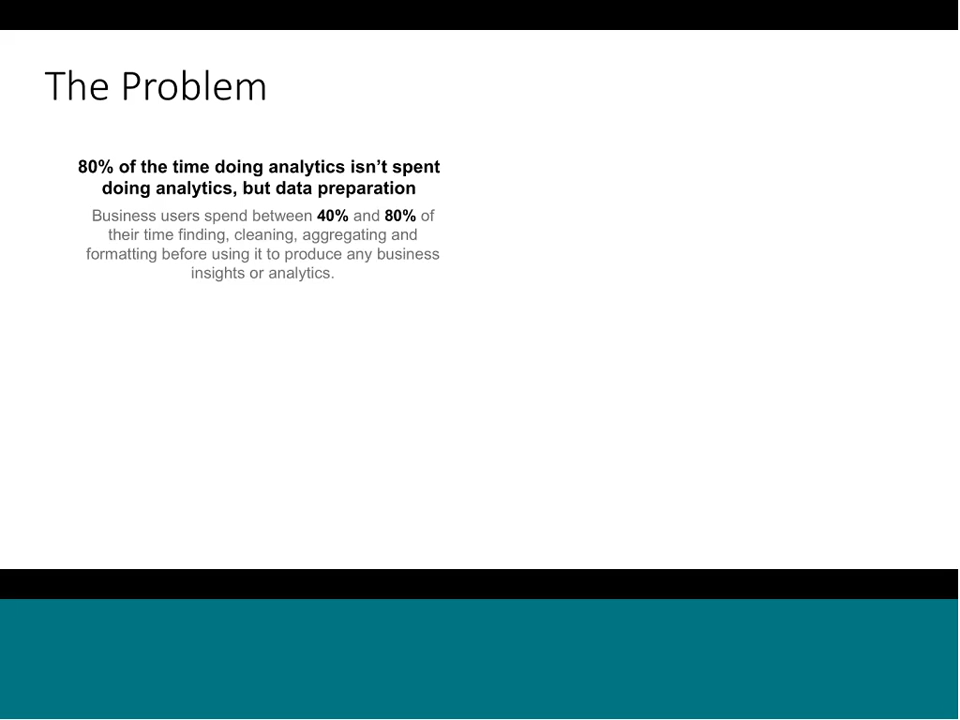 The Problem
80% of the time doing analytics isn’t spent
doing analytics, but data preparation
Business users spend between 40% and 80% of
their time finding, cleaning, aggregating and
formatting before using it to produce any business
insights or analytics.